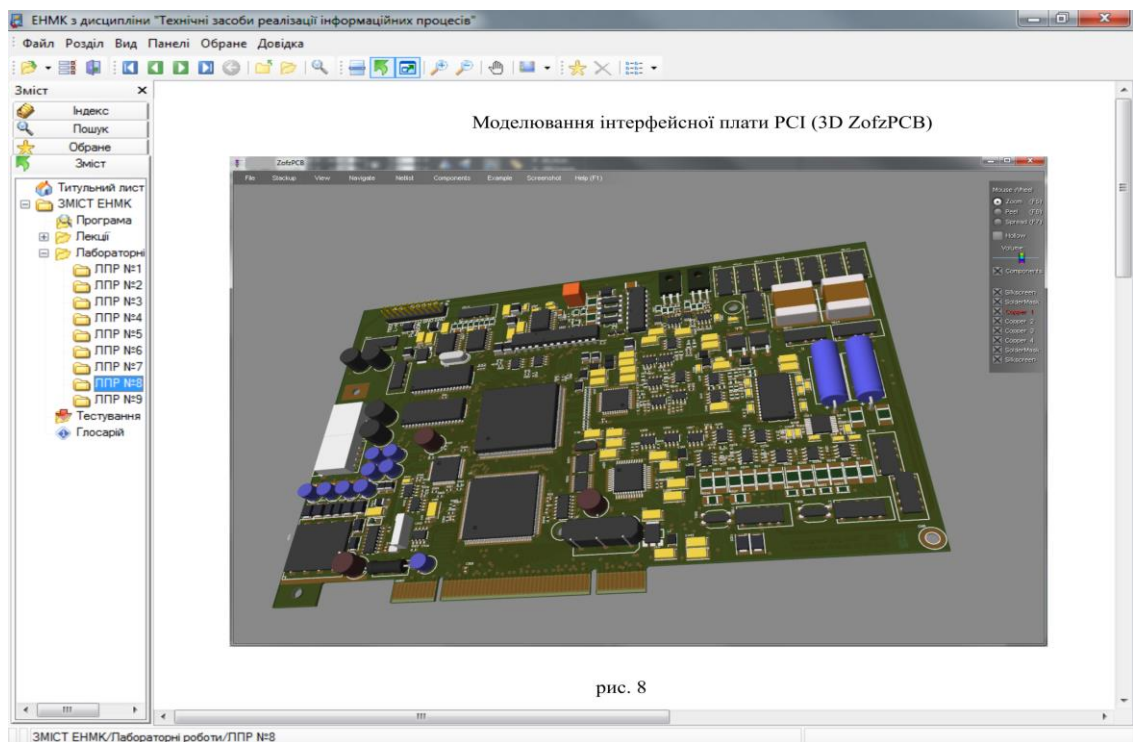 ЕНМК з дисципліни "Технічні засоби реалізації інформаційних процесів"
Файл Розділ Вид Панелі Обране Довідка
Зміст
Індекс
Пошук
Обране
Зміст
Титульний лист
ЗМІСТ ЕНМК
Програма
Лекції
Лабораторні
ЛПР №1
ЛПР №2
ЛПР №3
ЛПР №4
ЛПР №5
ЛПР №6
ЛПР №7
ЛПР №8
ЛПР №9
Тестування
Глосарій
Моделювання інтерфейсної плати PCI (3D ZofzPCB)
ZofzPCB
File Stackup View Navigate Netlist Components Example Screenshot Help (F1)
Mouse Wheel
Zoom (F5)
Peel (F6)
Spread (F7)
Hollow
Volume
Components
Silkscreen
SolderMask
Copper 1
Copper 2
Copper 3
Copper 4
SolderMask
Silkscreen
рис. 8
ЗМІСТ ЕНМК/Лабораторні роботи/ЛПР №8